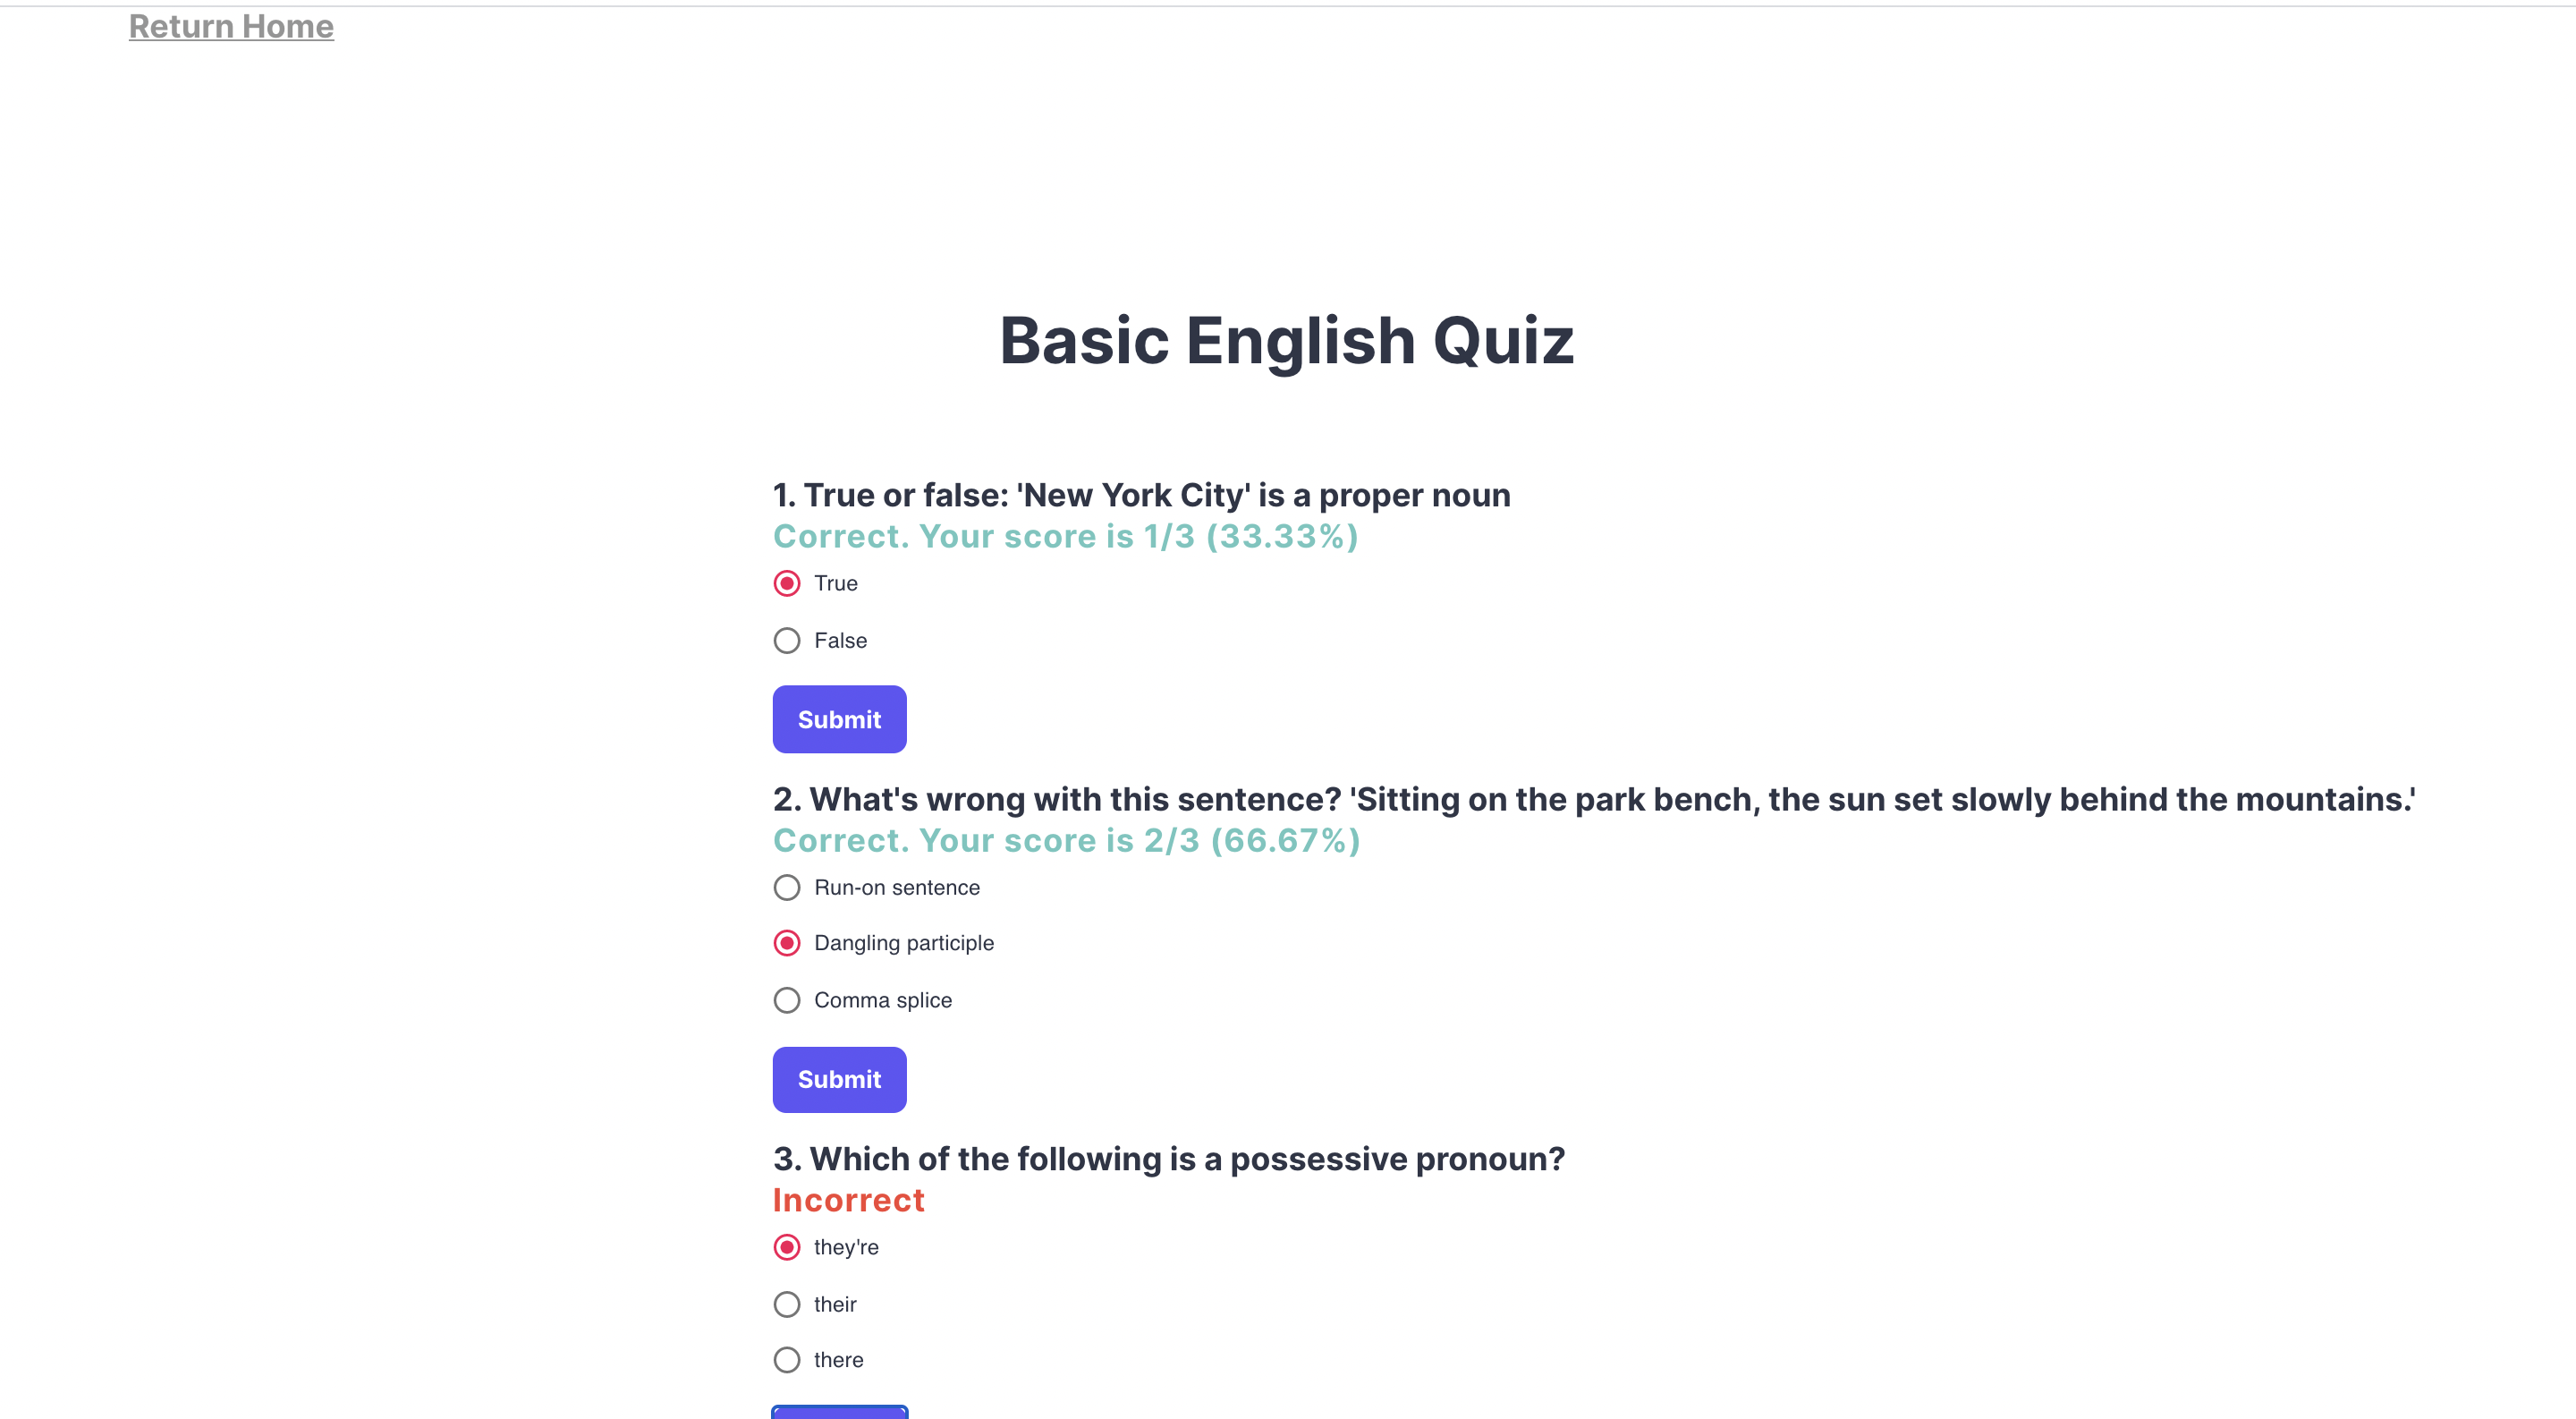 Return Home
Basic English Quiz
1. True or false: 'New York City' is a proper noun
Correct. Your score is 1/3 (33.33%)
True
False
Submit
2. What's wrong with this sentence? 'Sitting on the park bench, the sun set slowly behind the mountains.'
Correct. Your score is 2/3 (66.67%)
Run-on sentence
Dangling participle
Comma splice
Submit
3. Which of the following is a possessive pronoun?
Incorrect
they're
their
there